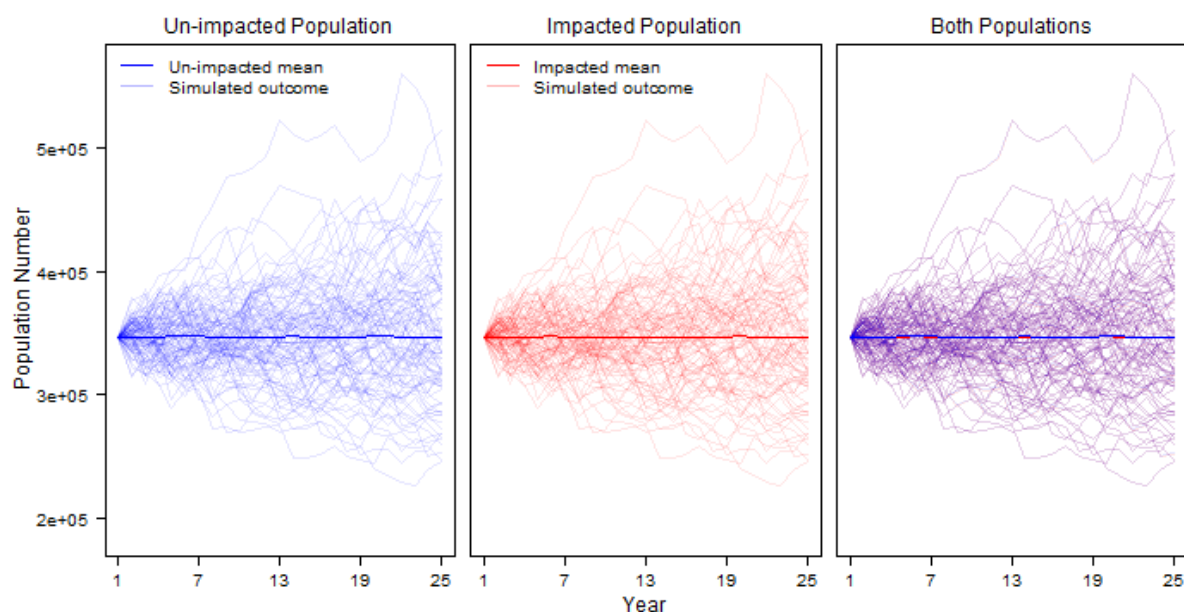 Un-impacted Population
Impacted Population
Both Populations
Un-impacted mean
Simulated outcome
Impacted mean
Simulated outcome
Population Number
5e+05
4e+05
3e+05
2e+05
1 7 13 19 25
1 7 13 19 25
1 7 13 19 25
Year